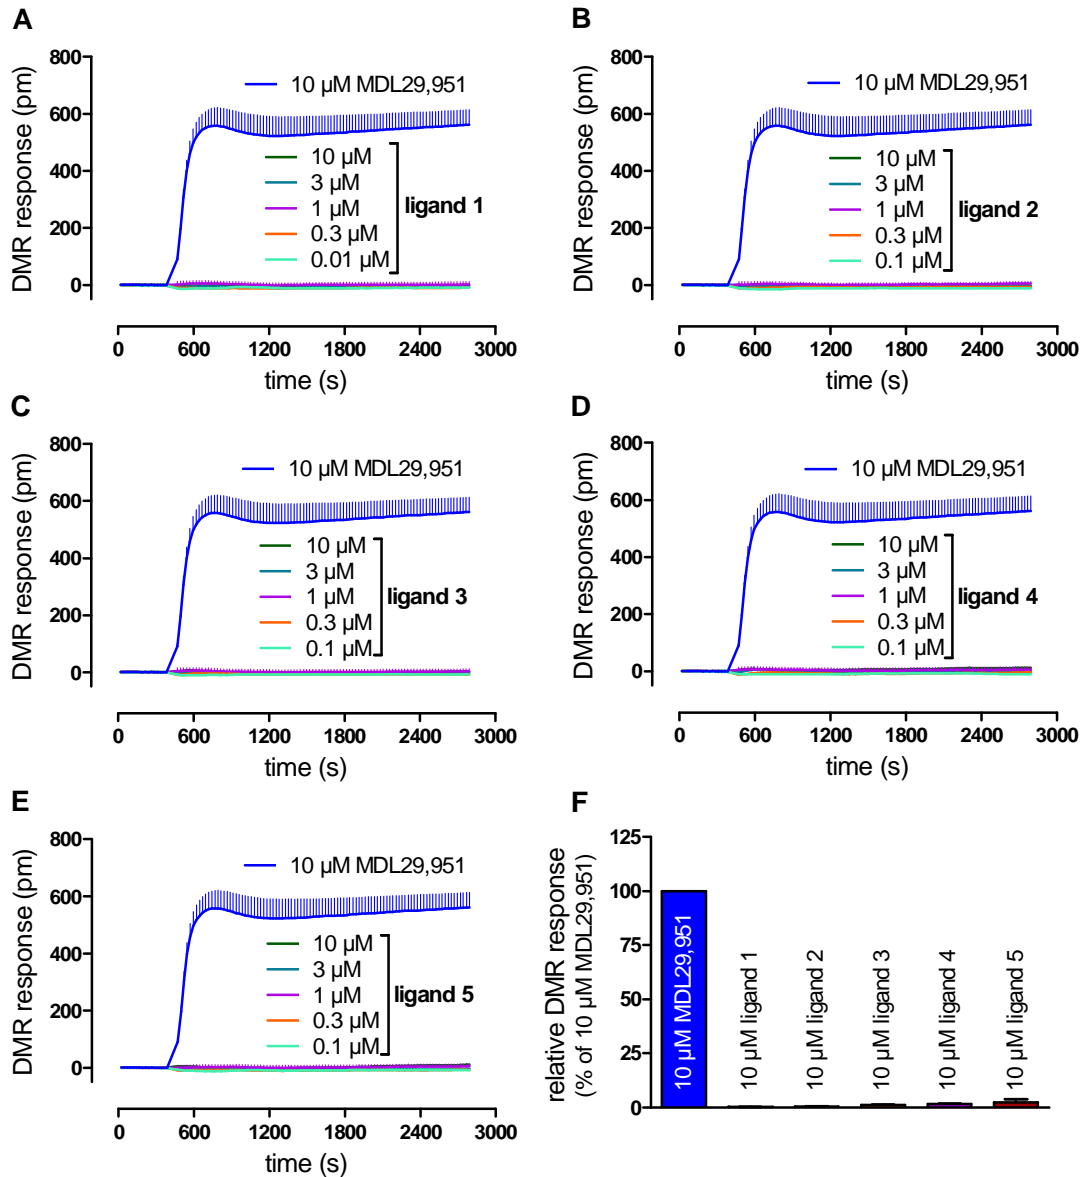 A
DMR response (pm)
800
600
400
200
0
10 µM MDL29,951
10 µM
3 µM
1 µM
0.3 µM
0.01 µM
ligand 1
0 600 1200 1800 2400 3000
time (s)
B
DMR response (pm)
800
600
400
200
0
10 µM MDL29,951
10 µM
3 µM
1 µM
0.3 µM
0.1 µM
ligand 2
0 600 1200 1800 2400 3000
time (s)
C
DMR response (pm)
800
600
400
200
0
10 µM MDL29,951
10 µM
3 µM
1 µM
0.3 µM
0.1 µM
ligand 3
0 600 1200 1800 2400 3000
time (s)
D
DMR response (pm)
800
600
400
200
0
10 µM MDL29,951
10 µM
3 µM
1 µM
0.3 µM
0.1 µM
ligand 4
0 600 1200 1800 2400 3000
time (s)
E
DMR response (pm)
800
600
400
200
0
10 µM MDL29,951
10 µM
3 µM
1 µM
0.3 µM
0.1 µM
ligand 5
0 600 1200 1800 2400 3000
time (s)
F
relative DMR response
(% of 10 µM MDL29,951)
125
100
75
50
25
0
10 µM MDL29,951
10 µM ligand 1
10 µM ligand 2
10 µM ligand 3
10 µM ligand 4
10 µM ligand 5